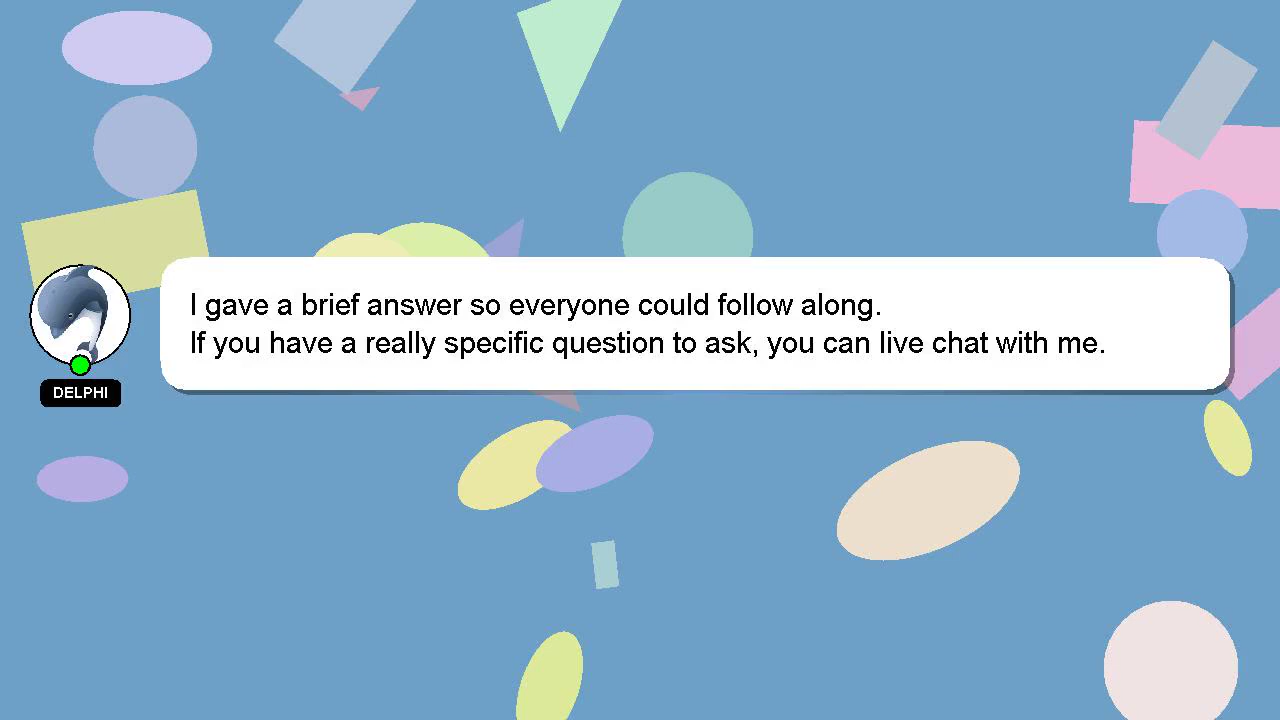 I gave a brief answer so everyone could follow along.
If you have a really specific question to ask, you can live chat with me.
DELPHI